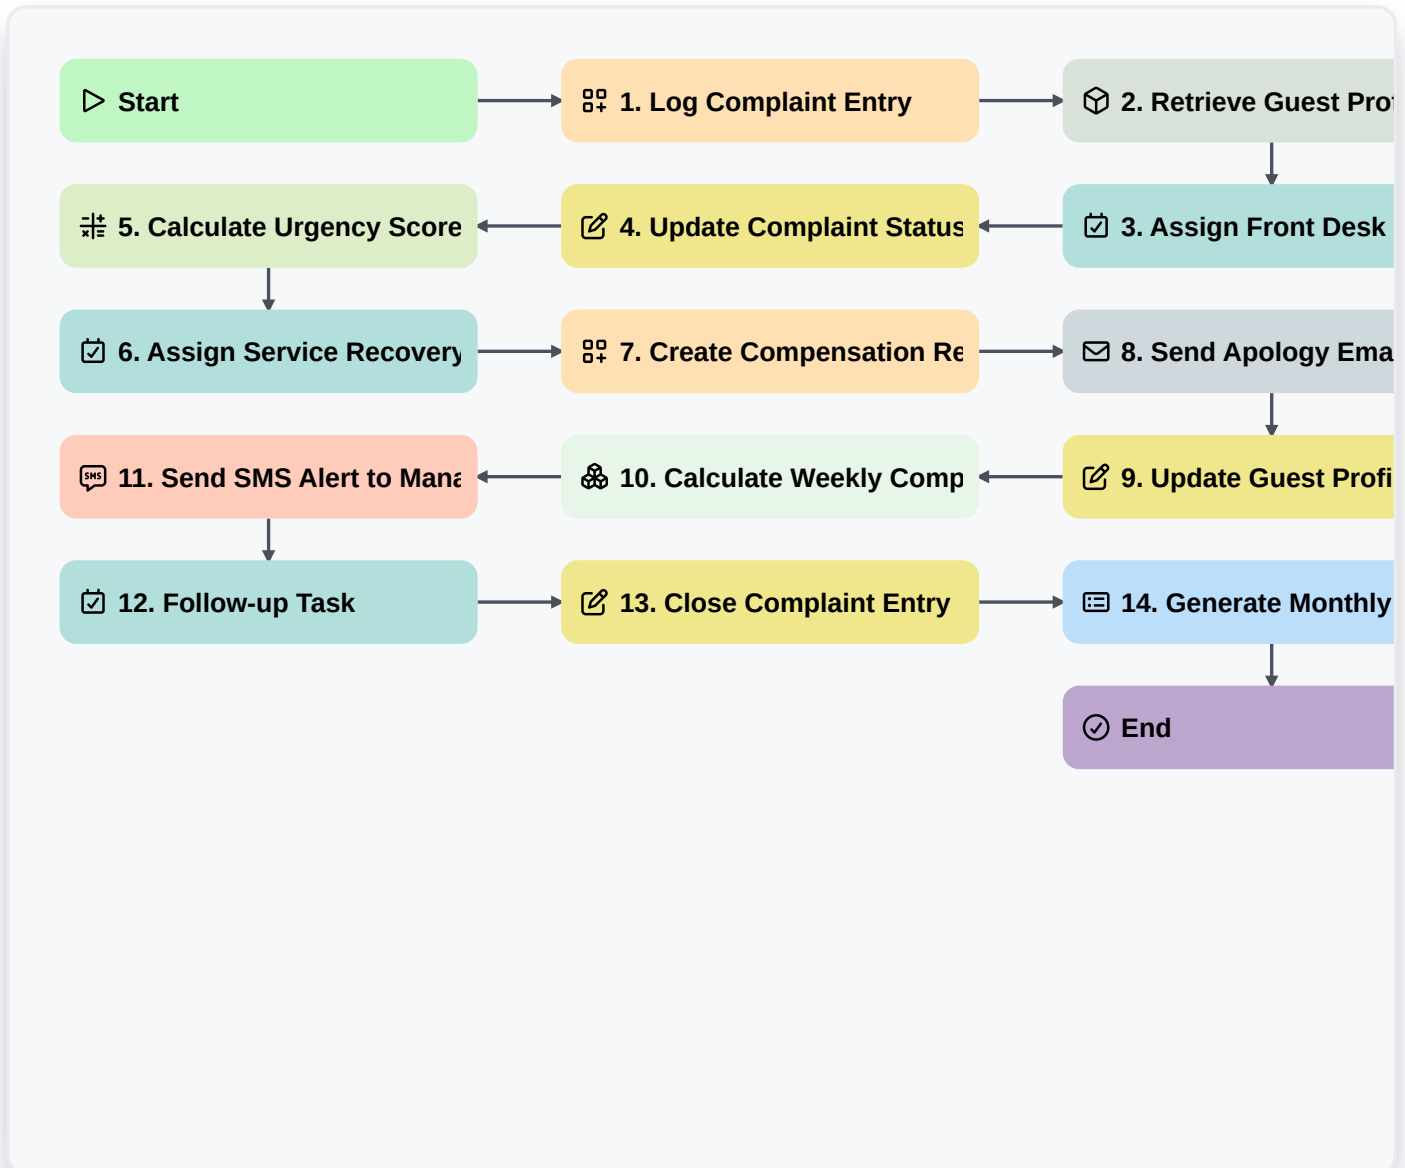 Start
1. Log Complaint Entry
2. Retrieve Guest Prof
5. Calculate Urgency Score
4. Update Complaint Status
3. Assign Front Desk
6. Assign Service Recovery
7. Create Compensation Re
8. Send Apology Ema
11. Send SMS Alert to Mana
10. Calculate Weekly Comp
9. Update Guest Profi
12. Follow-up Task
13. Close Complaint Entry
14. Generate Monthly
End